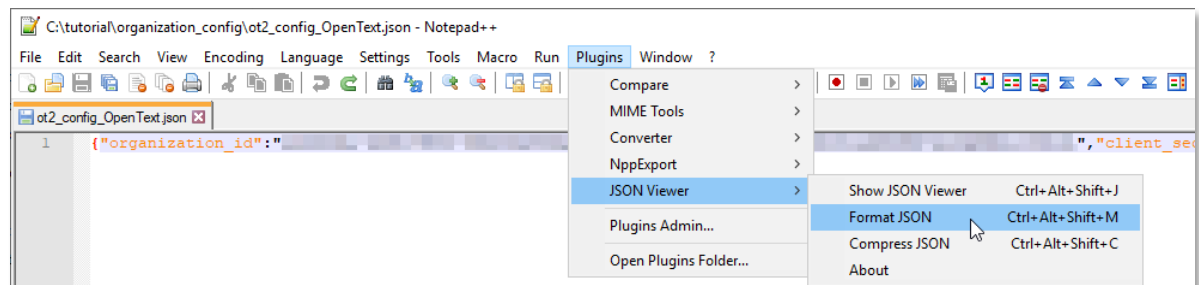 C:\tutorial\organization_config\ot2_config_OpenText.json - Notepad++
File Edit Search View Encoding Language Settings Tools Macro Run Plugins Window ?
ot2_config_OpenText.json
1 {"organization_id":" ","client_sec
Compare
MIME Tools
Converter
NppExport
JSON Viewer
Plugins Admin...
Open Plugins Folder...
Show JSON Viewer Ctrl+Alt+Shift+J
Format JSON Ctrl+Alt+Shift+M
Compress JSON Ctrl+Alt+Shift+C
About